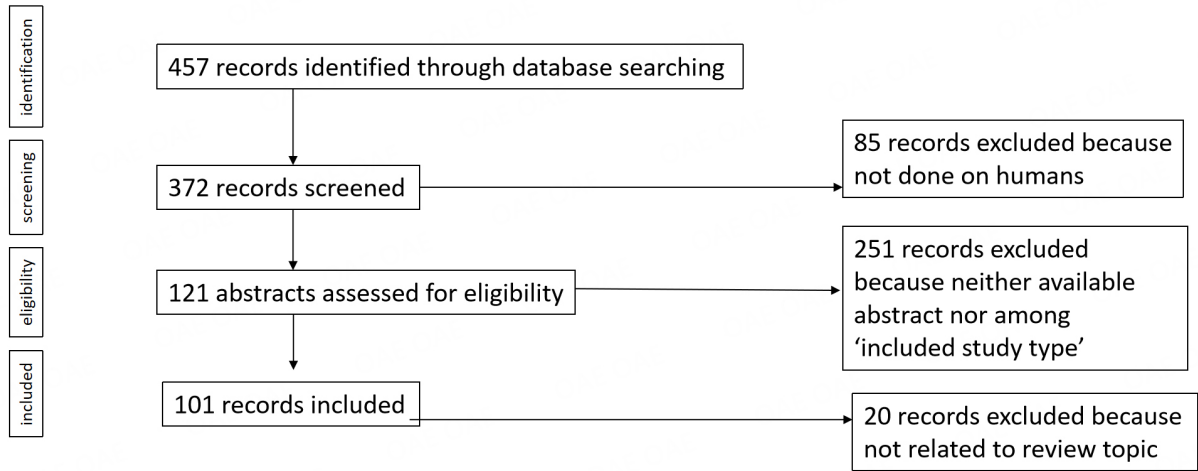 identification
457 records identified through database searching
screening
372 records screened
85 records excluded because
not done on humans
eligibility
121 abstracts assessed for eligibility
251 records excluded
because neither available
abstract nor among
‘included study type’
included
101 records included
20 records excluded because
not related to review topic